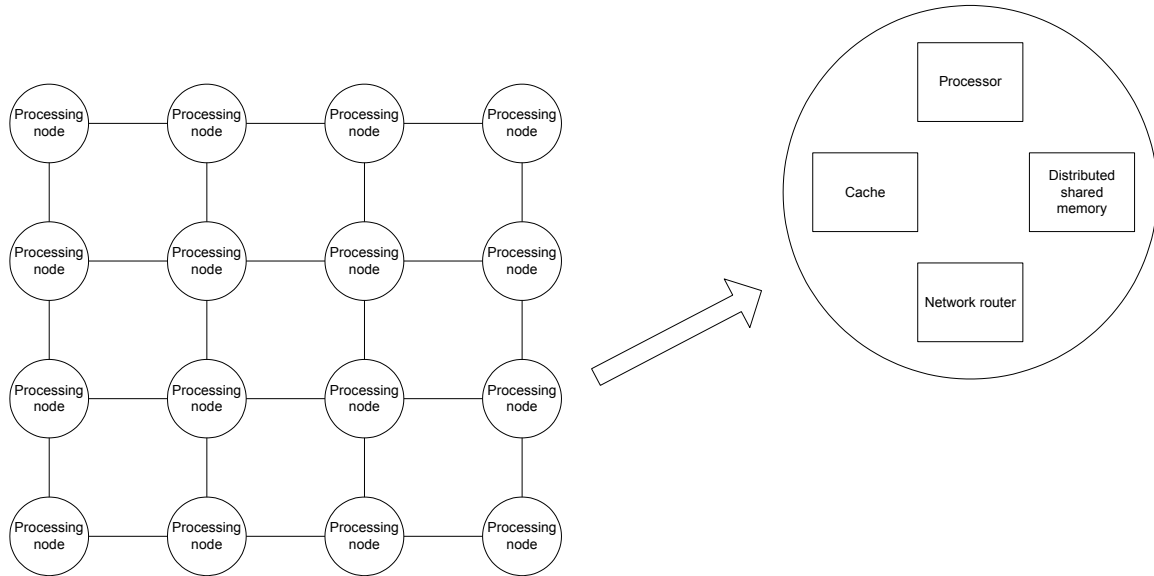 Processing
node
Processing
node
Processing
node
Processing
node
Processing
node
Processing
node
Processing
node
Processing
node
Processing
node
Processing
node
Processing
node
Processing
node
Processing
node
Processing
node
Processing
node
Processing
node
Processor
Cache
Distributed
shared
memory
Network router